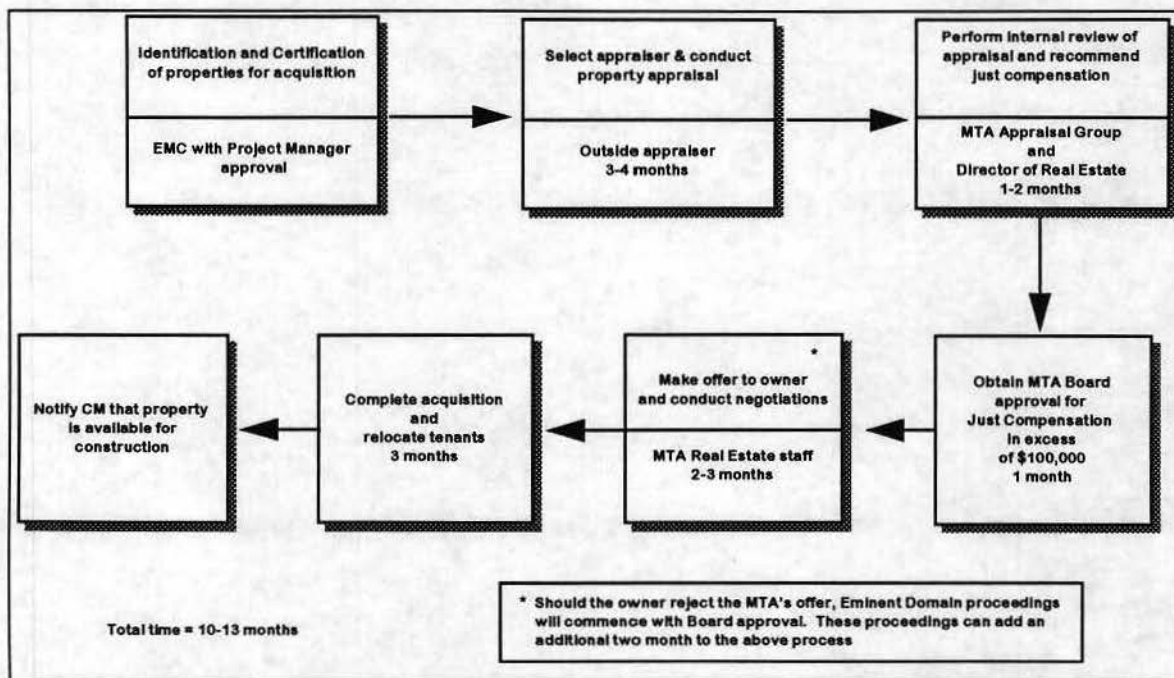 Identification and Certification
of properties for acquisition
EMC with Project Manager
approval
Select appraiser & conduct
property appraisal
Outside appraiser
3-4 months
Perform internal review of
appraisal and recommend
just compensation
MTA Appraisal Group
and
Director of Real Estate
1-2 months
Obtain MTA Board
approval for
Just Compensation
in excess
of $100,000
1 month
*
Make offer to owner
and conduct negotiations
MTA Real Estate staff
2-3 months
Complete acquisition
and
relocate tenants
3 months
Notify CM that property
is available for
construction
Total time = 10-13 months
* Should the owner reject the MTA's offer, Eminent Domain proceedings
will commence with Board approval. These proceedings can add an
additional two month to the above process